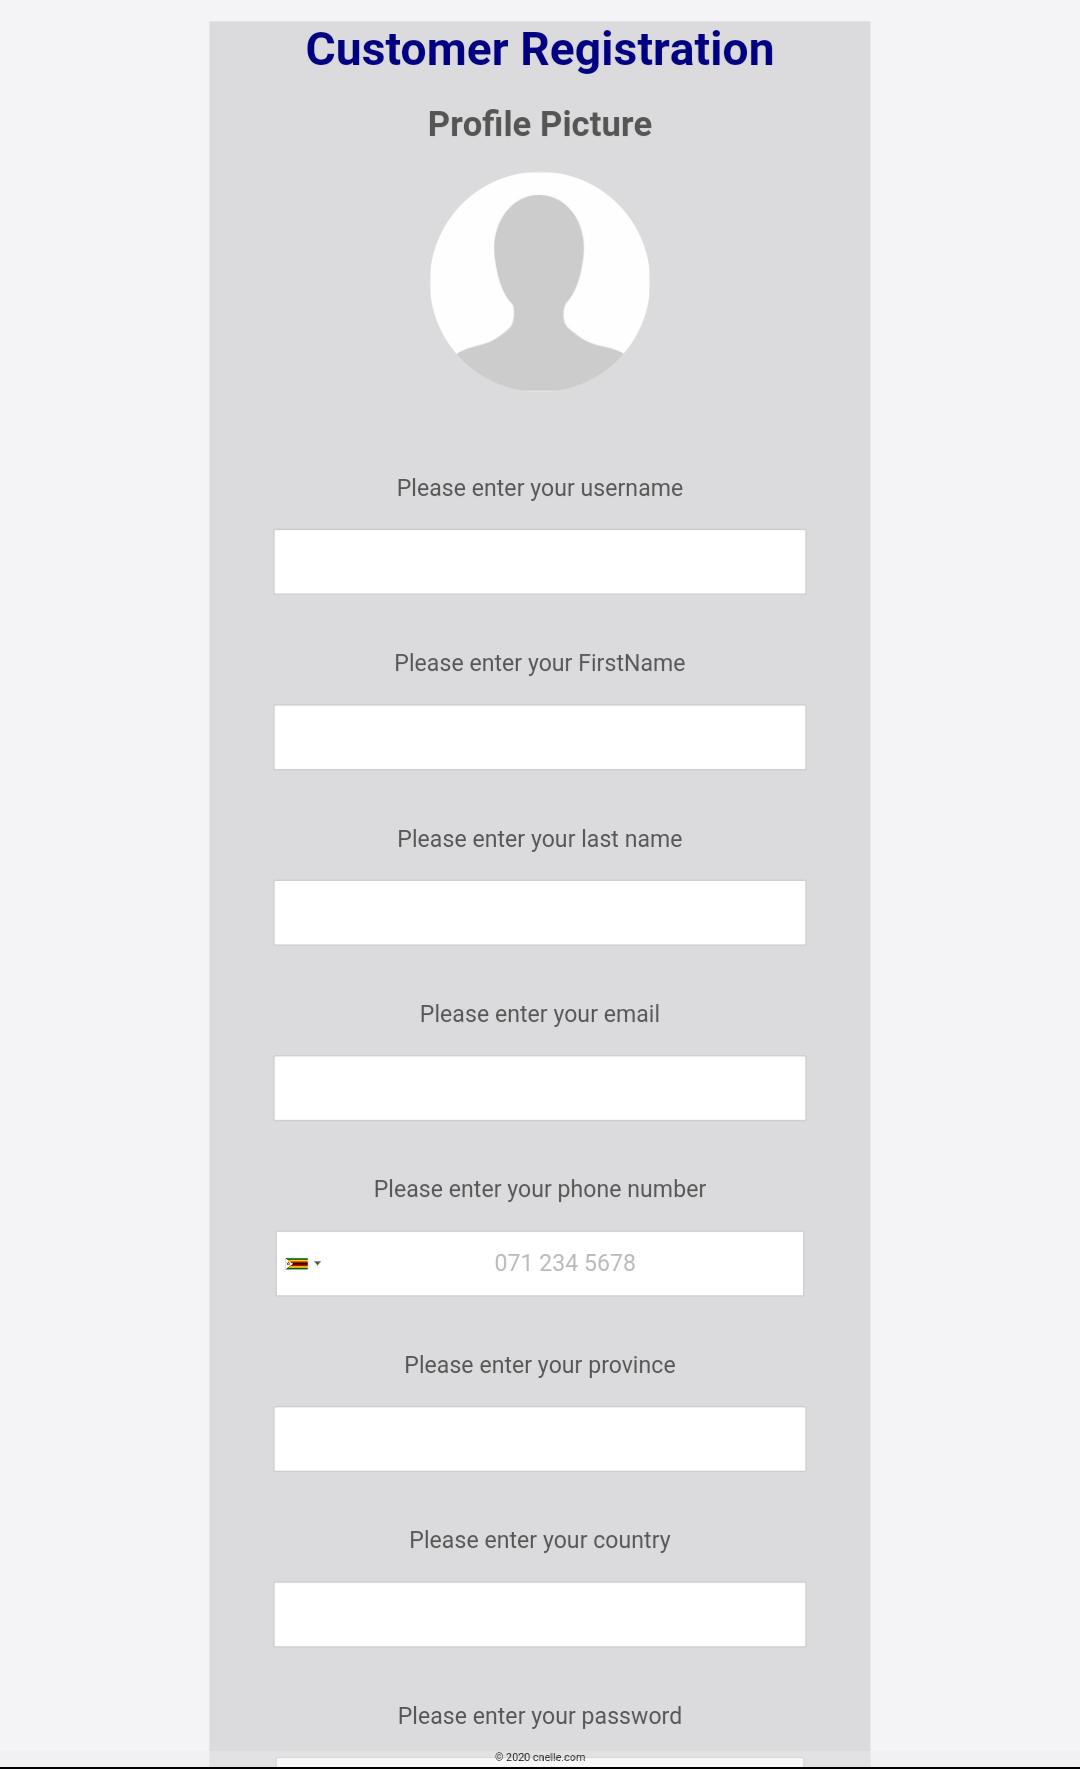 Customer Registration
Profile Picture
Please enter your username
Please enter your FirstName
Please enter your last name
Please enter your email
Please enter your phone number
071 234 5678
Please enter your province
Please enter your country
Please enter your password
© 2020 cnelle.com